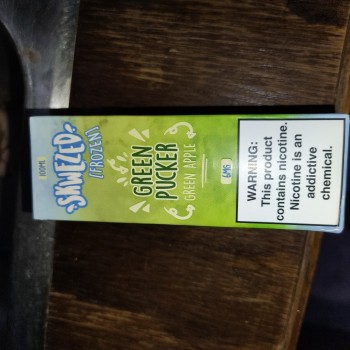 100ML
SKWEZED
[FROZEN]
GREEN
PUCKER
GREEN APPLE
6MG
WARNING:
This product
contains nicotine.
Nicotine is an
addictive
chemical.